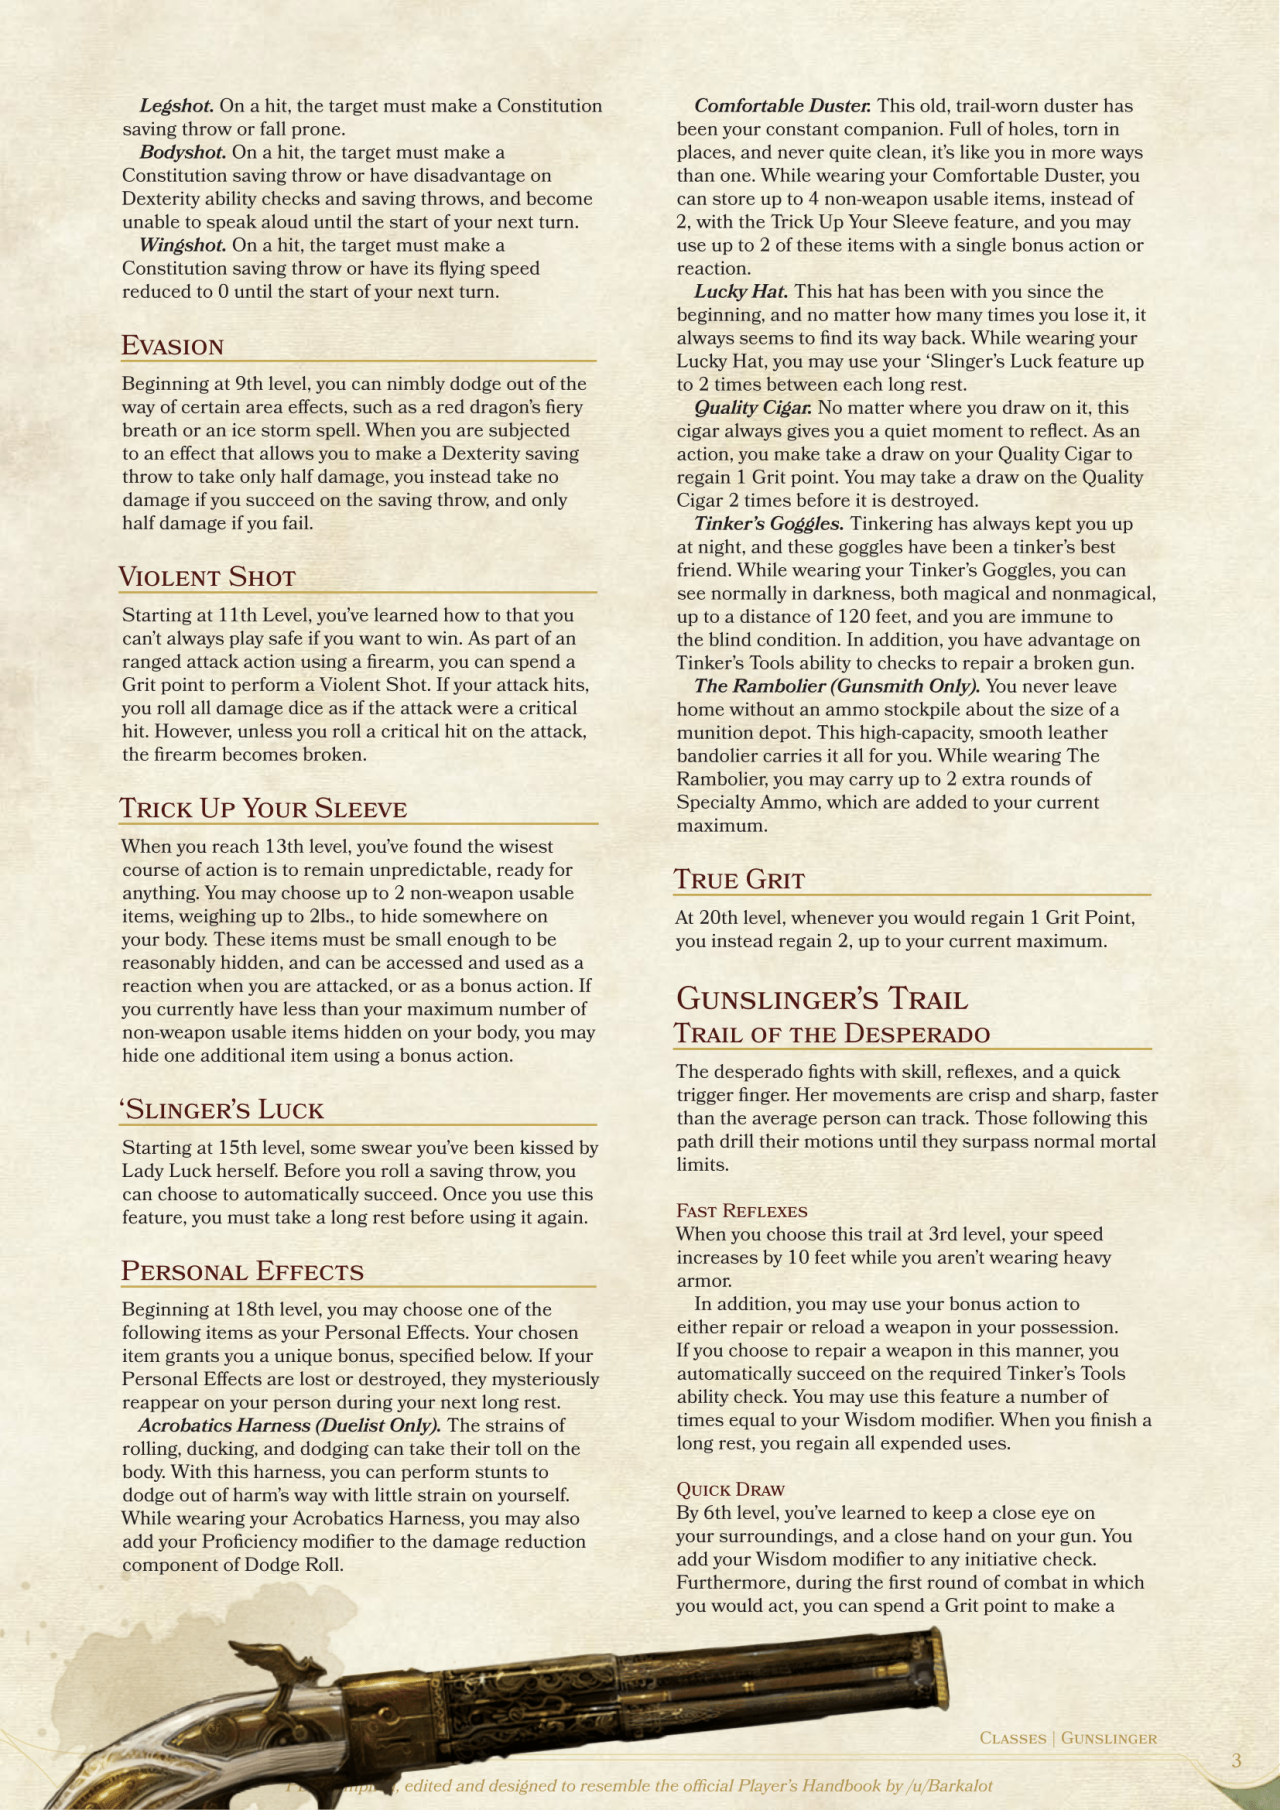 Legshot. On a hit, the target must make a Constitution
saving throw or fall prone.
Bodyshot. On a hit, the target must make a
Constitution saving throw or have disadvantage on
Dexterity ability checks and saving throws, and become
unable to speak aloud until the start of your next turn.
Wingshot. On a hit, the target must make a
Constitution saving throw or have its flying speed
reduced to 0 until the start of your next turn.
Evasion
Beginning at 9th level, you can nimbly dodge out of the
way of certain area effects, such as a red dragon's fiery
breath or an ice storm spell. When you are subjected
to an effect that allows you to make a Dexterity saving
throw to take only half damage, you instead take no
damage if you succeed on the saving throw, and only
half damage if you fail.
Violent Shot
Starting at 11th Level, you've learned how to that you
can't always play safe if you want to win. As part of an
ranged attack action using a firearm, you can spend a
Grit point to perform a Violent Shot. If your attack hits,
you roll all damage dice as if the attack were a critical
hit. However, unless you roll a critical hit on the attack,
the firearm becomes broken.
Trick Up Your Sleeve
When you reach 13th level, you've found the wisest
course of action is to remain unpredictable, ready for
anything. You may choose up to 2 non-weapon usable
items, weighing up to 2lbs., to hide somewhere on
your body. These items must be small enough to be
reasonably hidden, and can be accessed and used as a
reaction when you are attacked, or as a bonus action. If
you currently have less than your maximum number of
non-weapon usable items hidden on your body, you may
hide one additional item using a bonus action.
‘Slinger's Luck
Starting at 15th level, some swear you've been kissed by
Lady Luck herself. Before you roll a saving throw, you
can choose to automatically succeed. Once you use this
feature, you must take a long rest before using it again.
Personal Effects
Beginning at 18th level, you may choose one of the
following items as your Personal Effects. Your chosen
item grants you a unique bonus, specified below. If your
Personal Effects are lost or destroyed, they mysteriously
reappear on your person during your next long rest.
Acrobatics Harness (Duelist Only). The strains of
rolling, ducking, and dodging can take their toll on the
body. With this harness, you can perform stunts to
dodge out of harm's way with little strain on yourself.
While wearing your Acrobatics Harness, you may also
add your Proficiency modifier to the damage reduction
component of Dodge Roll.
Comfortable Duster. This old, trail-worn duster has
been your constant companion. Full of holes, torn in
places, and never quite clean, it's like you in more ways
than one. While wearing your Comfortable Duster, you
can store up to 4 non-weapon usable items, instead of
2, with the Trick Up Your Sleeve feature, and you may
use up to 2 of these items with a single bonus action or
reaction.
Lucky Hat. This hat has been with you since the
beginning, and no matter how many times you lose it, it
always seems to find its way back. While wearing your
Lucky Hat, you may use your ‘Slinger's Luck feature up
to 2 times between each long rest.
Quality Cigar. No matter where you draw on it, this
cigar always gives you a quiet moment to reflect. As an
action, you make take a draw on your Quality Cigar to
regain 1 Grit point. You may take a draw on the Quality
Cigar 2 times before it is destroyed.
Tinker's Goggles. Tinkering has always kept you up
at night, and these goggles have been a tinker's best
friend. While wearing your Tinker's Goggles, you can
see normally in darkness, both magical and nonmagical,
up to a distance of 120 feet, and you are immune to
the blind condition. In addition, you have advantage on
Tinker's Tools ability to checks to repair a broken gun.
The Rambolier (Gunsmith Only). You never leave
home without an ammo stockpile about the size of a
munition depot. This high-capacity, smooth leather
bandolier carries it all for you. While wearing The
Rambolier, you may carry up to 2 extra rounds of
Specialty Ammo, which are added to your current
maximum.
True Grit
At 20th level, whenever you would regain 1 Grit Point,
you instead regain 2, up to your current maximum.
Gunslinger's Trail
Trail of the Desperado
The desperado fights with skill, reflexes, and a quick
trigger finger. Her movements are crisp and sharp, faster
than the average person can track. Those following this
path drill their motions until they surpass normal mortal
limits.
Fast Reflexes
When you choose this trail at 3rd level, your speed
increases by 10 feet while you aren't wearing heavy
armor.
In addition, you may use your bonus action to
either repair or reload a weapon in your possession.
If you choose to repair a weapon in this manner, you
automatically succeed on the required Tinker's Tools
ability check. You may use this feature a number of
times equal to your Wisdom modifier. When you finish a
long rest, you regain all expended uses.
Quick Draw
By 6th level, you've learned to keep a close eye on
your surroundings, and a close hand on your gun. You
add your Wisdom modifier to any initiative check.
Furthermore, during the first round of combat in which
you would act, you can spend a Grit point to make a
Classes | Gunslinger
3
edited and designed to resemble the official Player's Handbook by /u/Barkalot